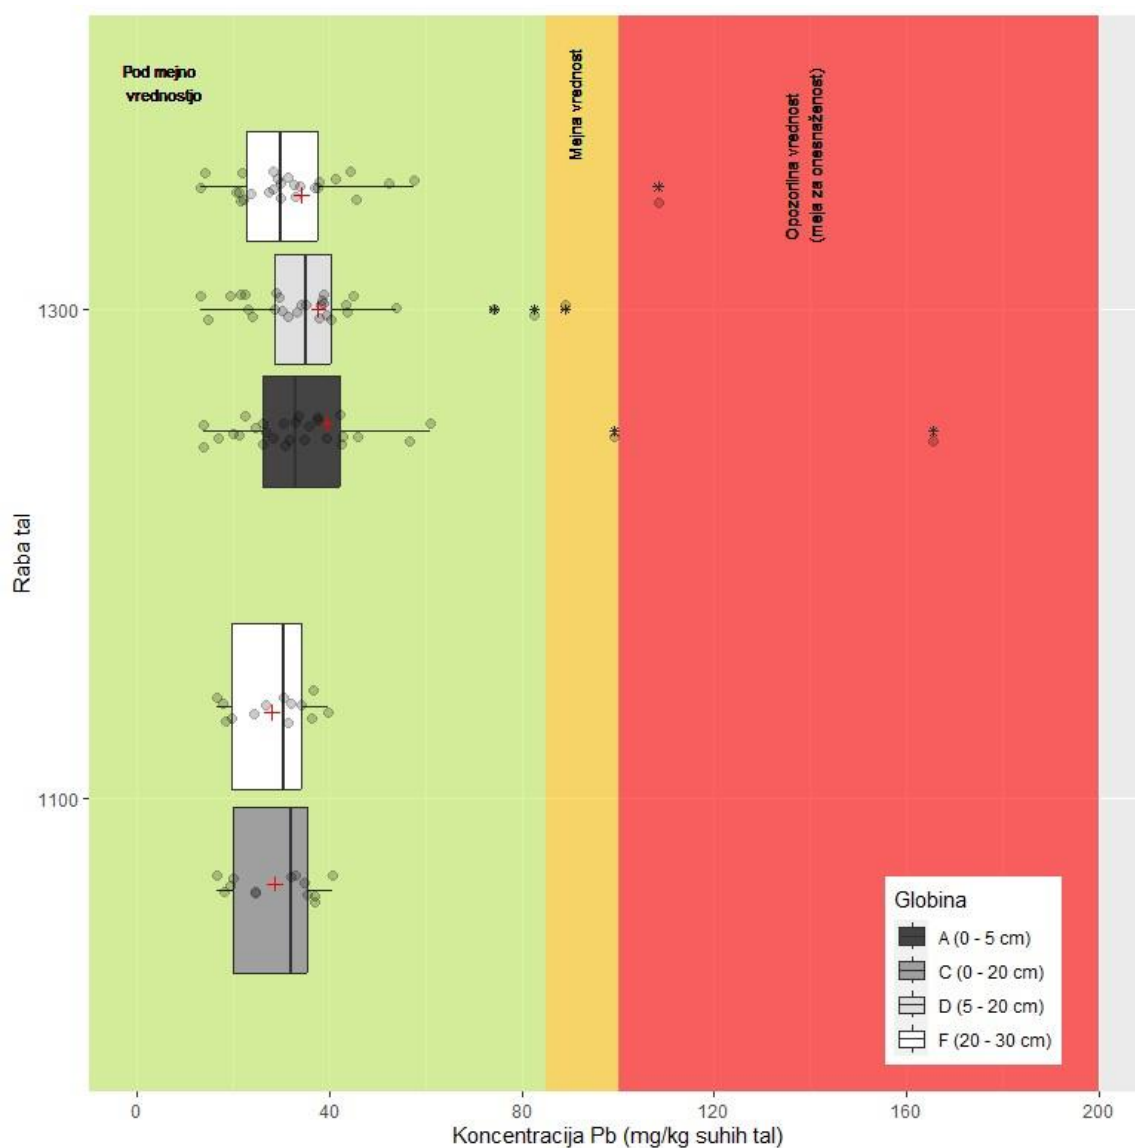 Pod mejno
vrednostjo
Mejna vrednost
Opozorilna vrednost
(meja za onesnaženost)
1300
1100
Raba tal
Globina
A (0 - 5 cm)
C (0 - 20 cm)
D (5 - 20 cm)
F (20 - 30 cm)
0 40 80 120 160 200
Koncentracija Pb (mg/kg suhih tal)